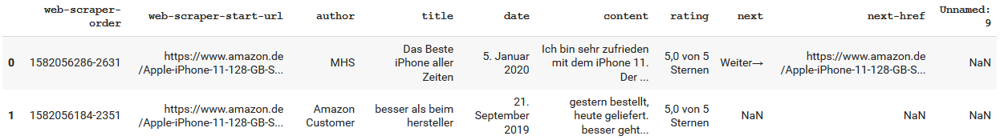 web-scraper-order web-scraper-start-url author title date content rating next next-href Unnamed: 9
0 1582056286-2631 https://www.amazon.de/Apple-iPhone-11-128-GB-S... MHS Das Beste iPhone aller Zeiten 5. Januar 2020 Ich bin sehr zufrieden mit dem iPhone 11. Der ... 5,0 von 5 Sternen Weiter→ https://www.amazon.de/Apple-iPhone-11-128-GB-S... NaN
1 1582056184-2351 https://www.amazon.de/Apple-iPhone-11-128-GB-S... Amazon Customer besser als beim hersteller 21. September 2019 gestern bestellt, heute geliefert. besser geht... 5,0 von 5 Sternen NaN NaN NaN